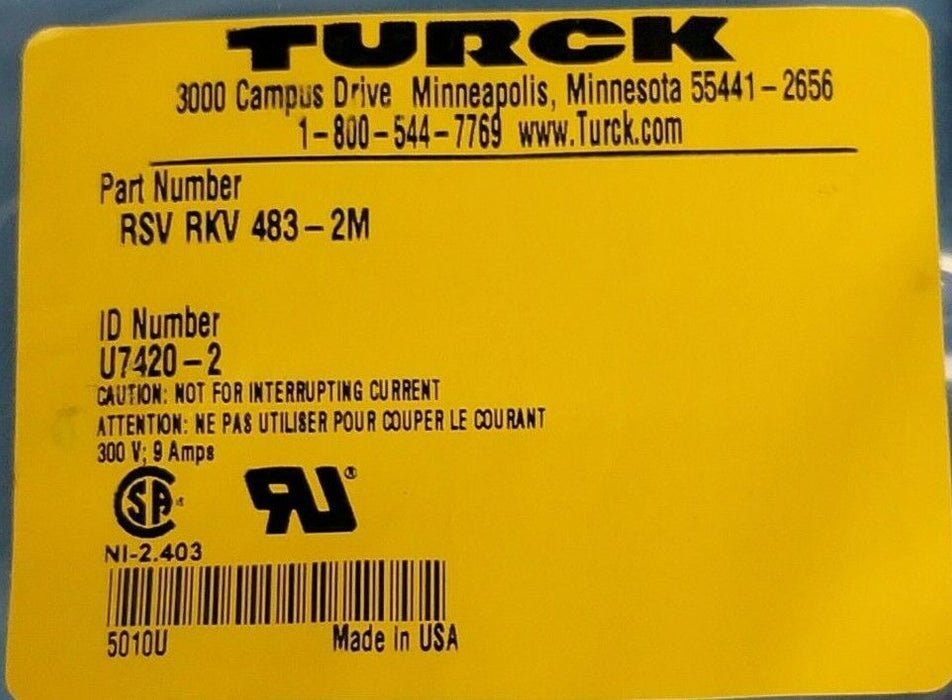 TURCK
3000 Campus Drive Minneapolis, Minnesota 55441-2656
1-800-544-7769 www.Turck.com
Part Number
RSV RKV 483-2M
ID Number
U7420-2
CAUTION: NOT FOR INTERRUPTING CURRENT
ATTENTION: NE PAS UTILISER POUR COUPER LE COURANT
300 V; 9 Amps
SA RU®
NI-2.403
5010U Made in USA